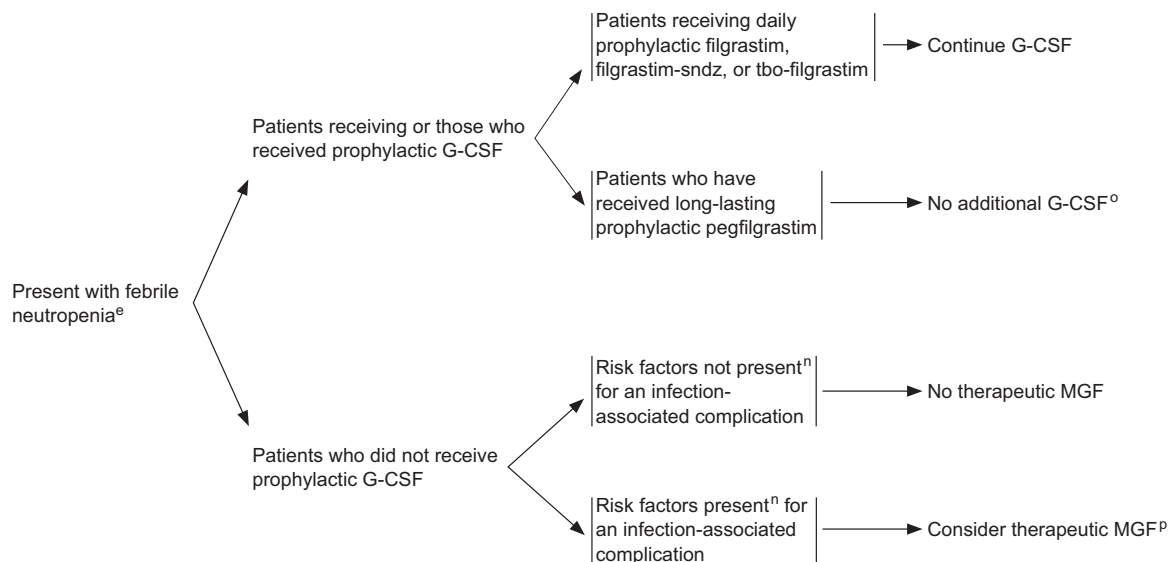 Present with febrile
neutropenia^e
Patients receiving or those who
received prophylactic G-CSF
Patients receiving daily
prophylactic filgrastim,
filgrastim-sndz, or tbo-filgrastim
Continue G-CSF
Patients who have
received long-lasting
prophylactic pegfilgrastim
No additional G-CSF^o
Patients who did not receive
prophylactic G-CSF
Risk factors not present^n
for an infection-
associated complication
No therapeutic MGF
Risk factors present^n for
an infection-associated
complication
Consider therapeutic MGF^p